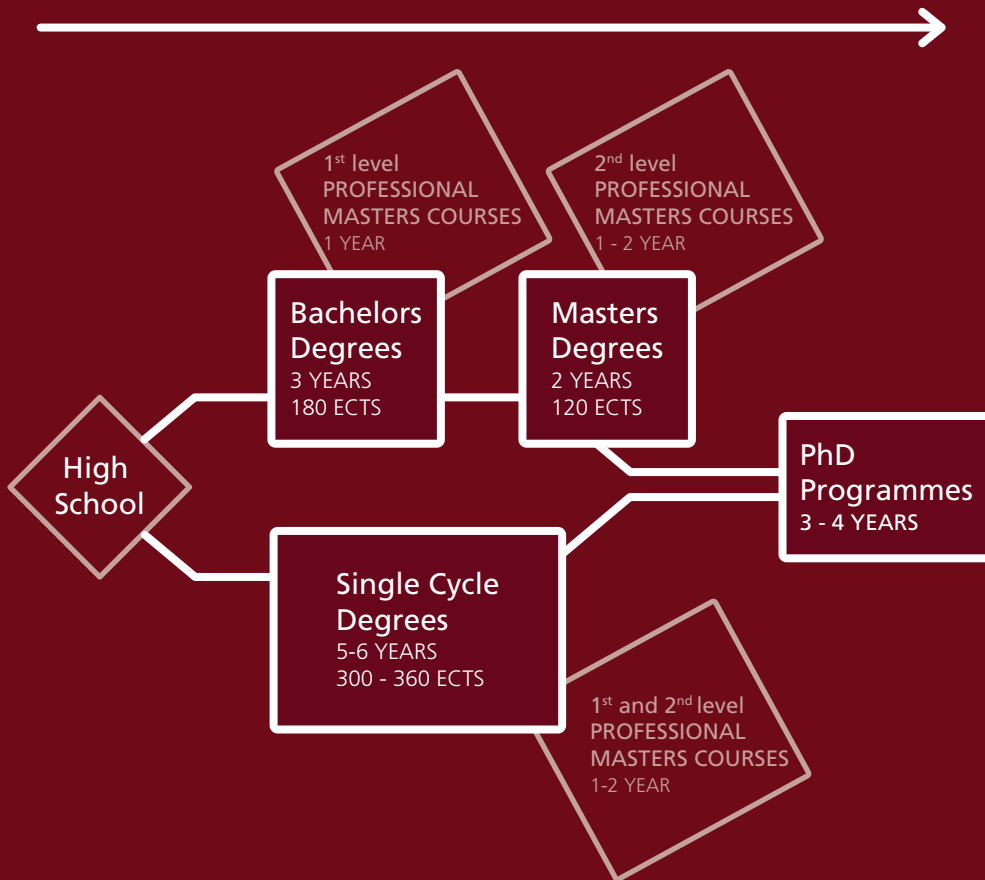 1st level
PROFESSIONAL
MASTERS COURSES
1 YEAR
2nd level
PROFESSIONAL
MASTERS COURSES
1 - 2 YEAR
Bachelors
Degrees
3 YEARS
180 ECTS
Masters
Degrees
2 YEARS
120 ECTS
High
School
PhD
Programmes
3 - 4 YEARS
Single Cycle
Degrees
5-6 YEARS
300 - 360 ECTS
1st and 2nd level
PROFESSIONAL
MASTERS COURSES
1-2 YEAR